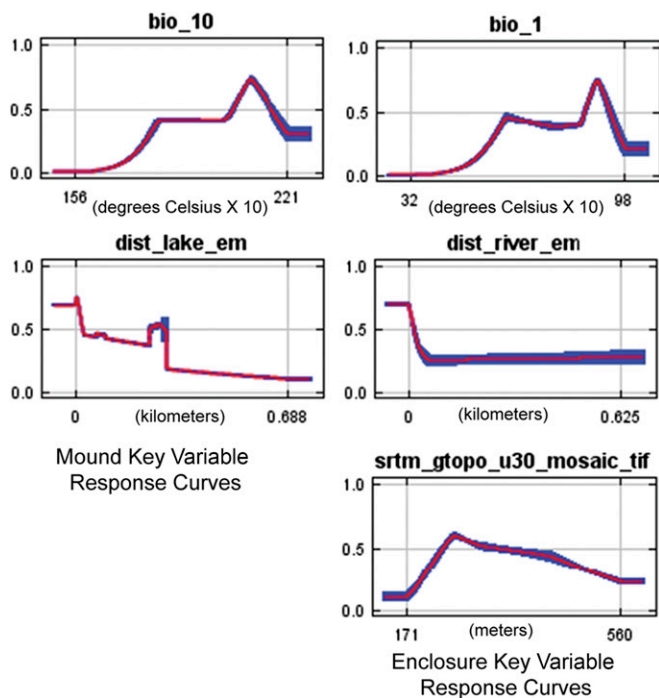 bio_10
1.0
0.5
0.0
156
221
(degrees Celsius X 10)
bio_1
1.0
0.5
0.0
32
98
(degrees Celsius X 10)
dist_lake_em
1.0
0.5
0.0
0
0.688
(kilometers)
dist_river_em
1.0
0.5
0.0
0
0.625
(kilometers)
Mound Key Variable
Response Curves
srtm_gtopo_u30_mosaic_tif
1.0
0.5
0.0
171
560
(meters)
Enclosure Key Variable
Response Curves